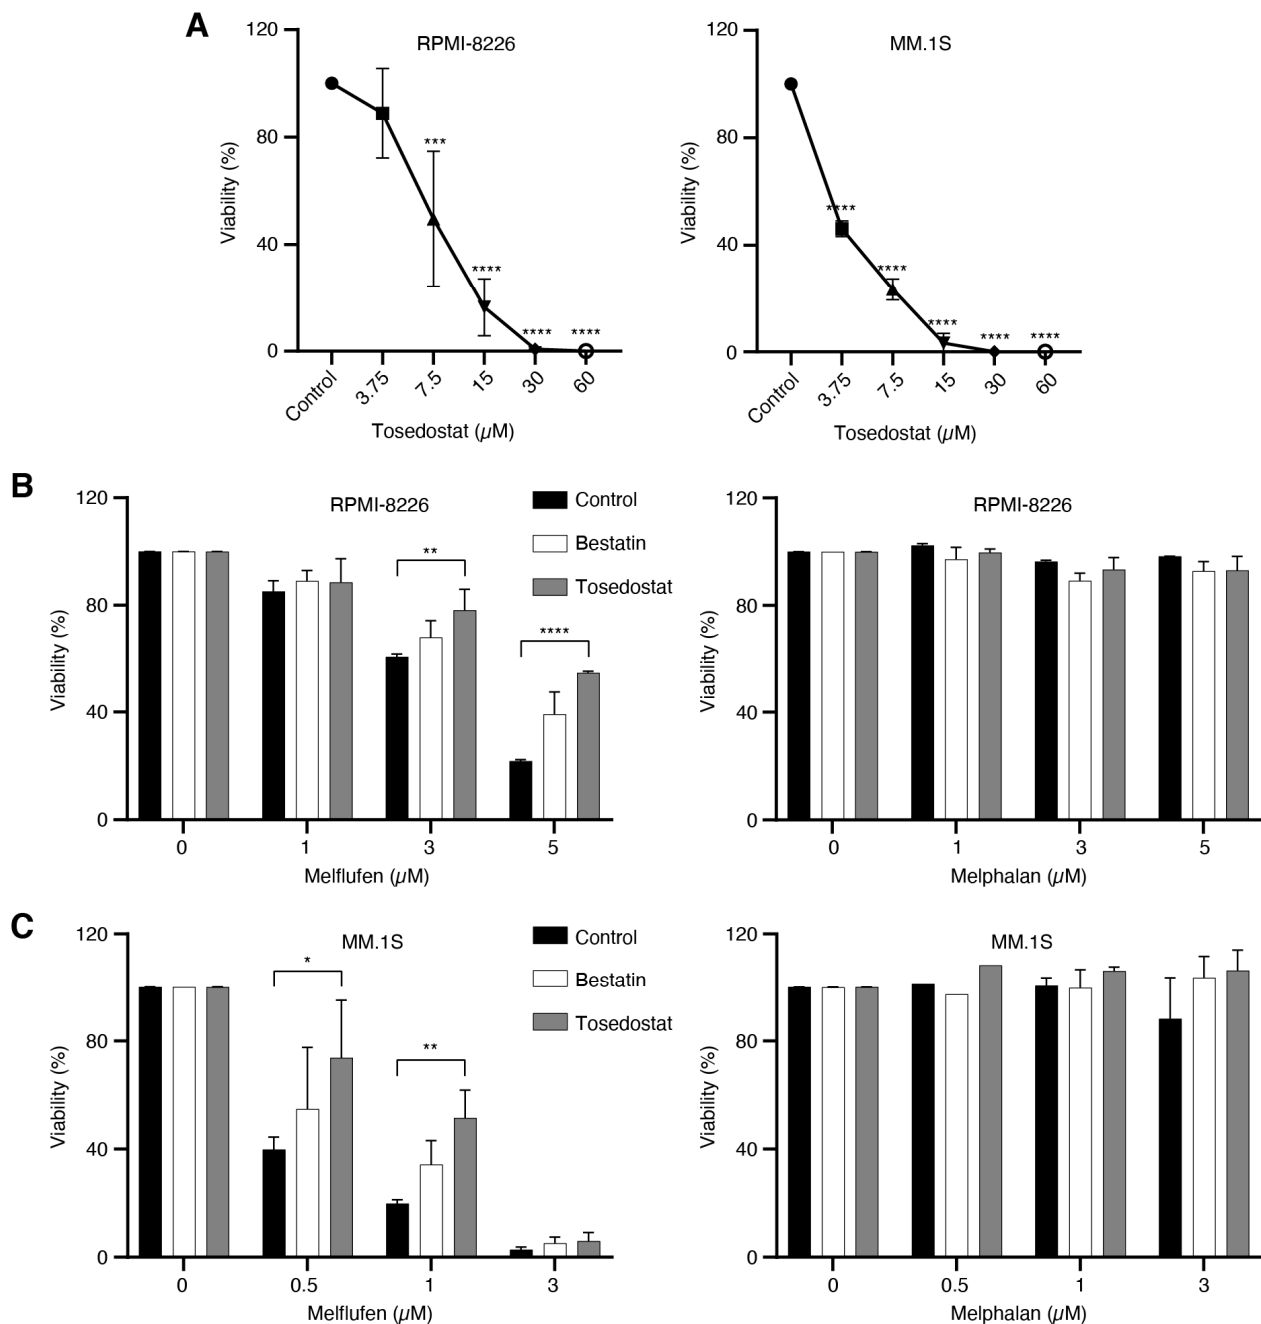 A
RPMI-8226
120
80
40
0
Viability (%)
***
****
****
****
Control
3.75
7.5
15
30
60
Tosedostat (µM)
MM.1S
120
80
40
0
Viability (%)
****
****
****
****
****
Control
3.75
7.5
15
30
60
Tosedostat (µM)
B
RPMI-8226
120
80
40
0
Viability (%)
**
****
Control
Bestatin
Tosedostat
0
1
3
5
Melflufen (µM)
RPMI-8226
120
80
40
0
Viability (%)
0
1
3
5
Melphalan (µM)
C
MM.1S
120
80
40
0
Viability (%)
*
**
Control
Bestatin
Tosedostat
0
0.5
1
3
Melflufen (µM)
MM.1S
120
80
40
0
Viability (%)
0
0.5
1
3
Melphalan (µM)